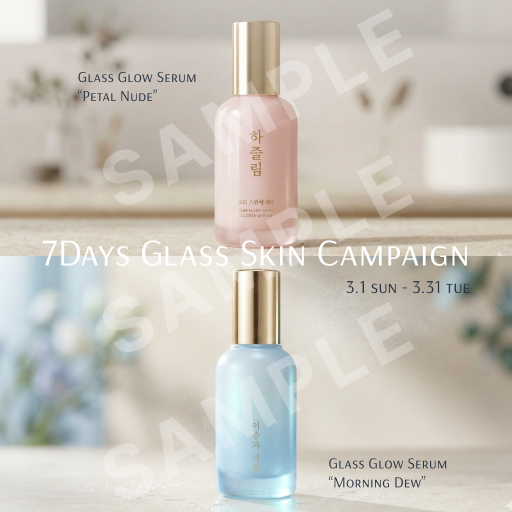 Glass Glow Serum
“Petal Nude”
하
즐
림
7Days Glass Skin Campaign
3.1 sun - 3.31 tue
Glass Glow Serum
“Morning Dew”
SAMPLE
SAMPLE
SAMPLE
SAMPLE